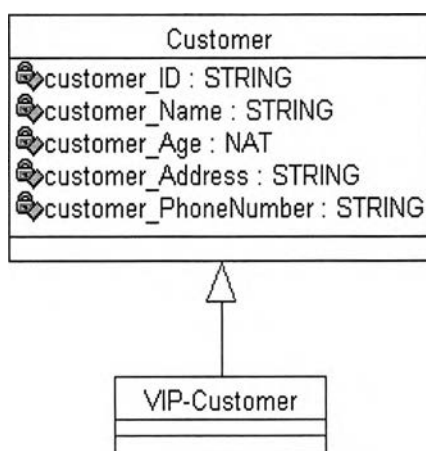 Customer
customer_ID : STRING
customer_Name : STRING
customer_Age : NAT
customer_Address : STRING
customer_PhoneNumber : STRING
VIP-Customer